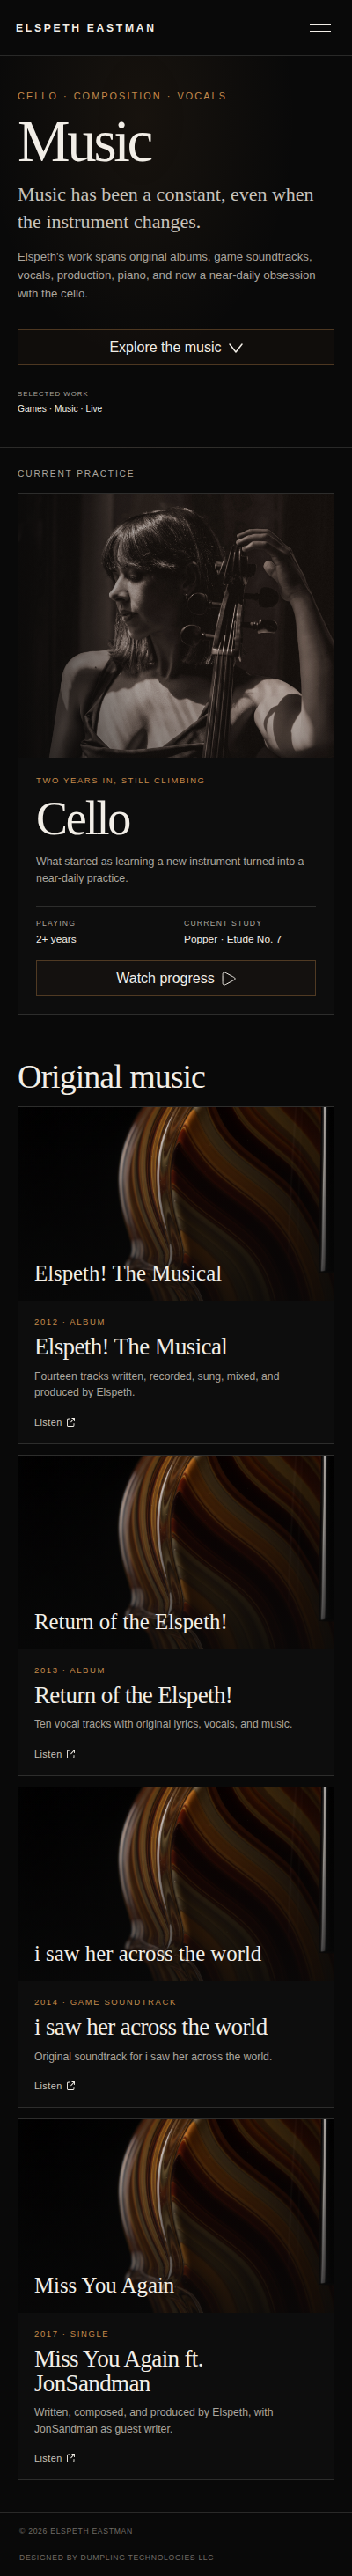 ELSPETH EASTMAN
CELLO · COMPOSITION · VOCALS
Music
Music has been a constant, even when
the instrument changes.
Elspeth's work spans original albums, game soundtracks,
vocals, production, piano, and now a near-daily obsession
with the cello.
Explore the music
SELECTED WORK
Games · Music · Live
CURRENT PRACTICE
TWO YEARS IN, STILL CLIMBING
Cello
What started as learning a new instrument turned into a
near-daily practice.
PLAYING
CURRENT STUDY
2+ years
Popper · Etude No. 7
Watch progress
Original music
Elspeth! The Musical
2012 · ALBUM
Elspeth! The Musical
Fourteen tracks written, recorded, sung, mixed, and
produced by Elspeth.
Listen
Return of the Elspeth!
2013 · ALBUM
Return of the Elspeth!
Ten vocal tracks with original lyrics, vocals, and music.
Listen
i saw her across the world
2014 · GAME SOUNDTRACK
i saw her across the world
Original soundtrack for i saw her across the world.
Listen
Miss You Again
2017 · SINGLE
Miss You Again ft.
JonSandman
Written, composed, and produced by Elspeth, with
JonSandman as guest writer.
Listen
© 2026 ELSPETH EASTMAN
DESIGNED BY DUMPLING TECHNOLOGIES LLC